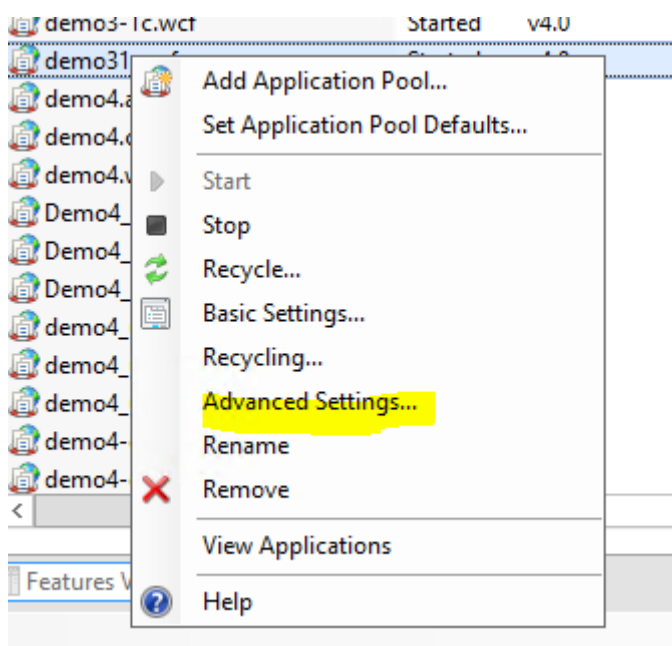 demo3-1c.wcf Started v4.0
demo31
Add Application Pool...
demo4.
Set Application Pool Defaults...
demo4.
demo4.
Start
Demo4_
Stop
Demo4_
Recycle...
Demo4_
Basic Settings...
demo4_
demo4_
Recycling...
demo4_
Advanced Settings...
demo4-
Rename
demo4-
Remove
<
View Applications
Features
Help